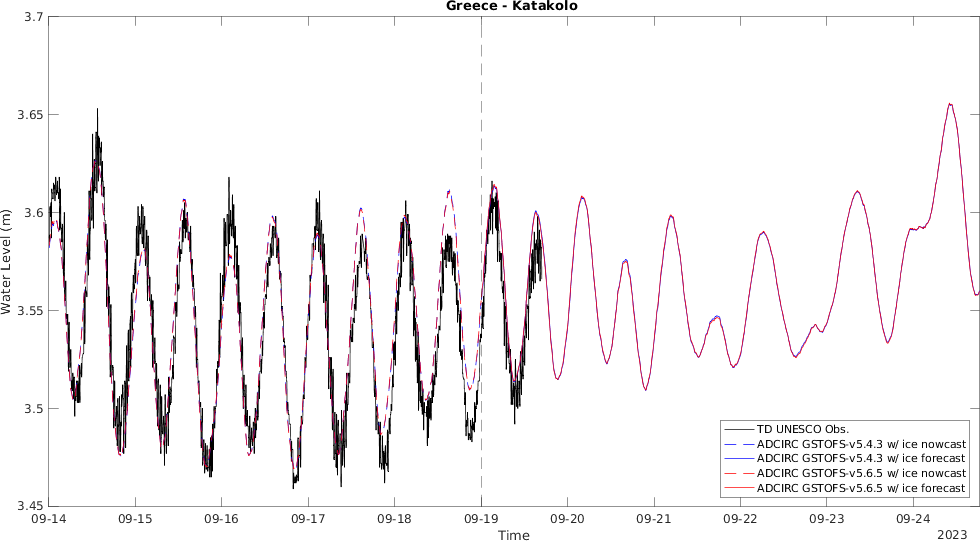 Greece - Katakolo
3.7
3.65
3.6
3.55
3.5
3.45
Water Level (m)
TD UNESCO Obs.
ADCIRC GSTOFS-v5.4.3 w/ ice nowcast
ADCIRC GSTOFS-v5.4.3 w/ ice forecast
ADCIRC GSTOFS-v5.6.5 w/ ice nowcast
ADCIRC GSTOFS-v5.6.5 w/ ice forecast
09-14 09-15 09-16 09-17 09-18 09-19 09-20 09-21 09-22 09-23 09-24
Time
2023